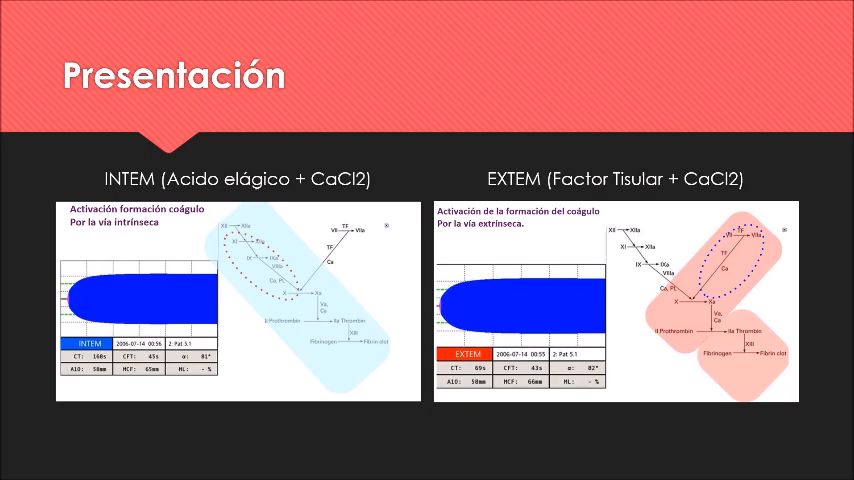 Presentación
INTEM (Acido elágico + CaCl2)
EXTEM (Factor Tisular + CaCl2)
Activación formación coágulo
Por la vía intrínseca
XII XIIa
TF
VII VIIa
XI XIIa
TF
IX IXa
Ca
VIIIa
Ca, PL
X Xa
Va,
Ca
II Prothrombin IIa Thrombin
XIII
Fibrinogen Fibrin clot
INTEM 2006-07-14 00:56 2: Pat 5.1
CT: 168s CFT: 45s α: 81°
A10: 58mm MCF: 65mm ML: - %
Activación de la formación del coágulo
Por la vía extrínseca.
XII XIIa
TF
VII VIIa
XI XIIa
TF
IX IXa
Ca
VIIIa
Ca, PL
X Xa
Va,
Ca
II Prothrombin IIa Thrombin
XIII
Fibrinogen Fibrin clot
EXTEM 2006-07-14 00:55 2: Pat 5.1
CT: 69s CFT: 43s α: 82°
A10: 58mm MCF: 66mm ML: - %